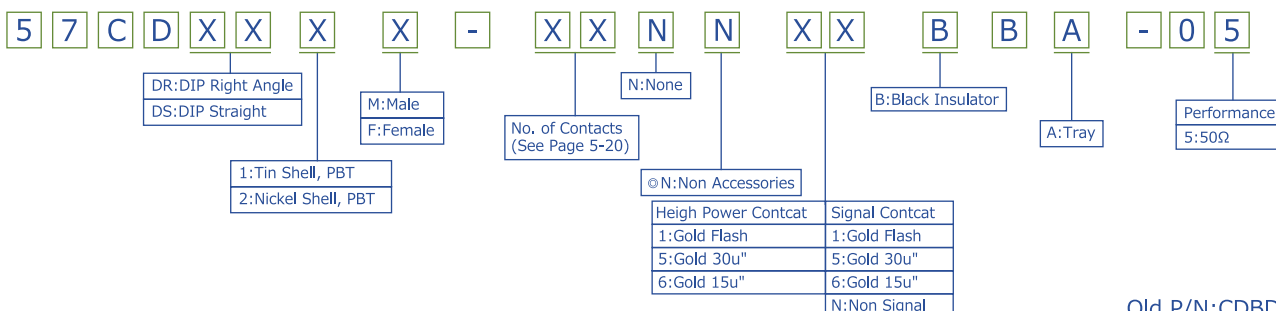 5 7 C D X X X X - X X N N X X B B A - 0 5
DR:DIP Right Angle
DS:DIP Straight
1:Tin Shell, PBT
2:Nickel Shell, PBT
M:Male
F:Female
No. of Contacts
(See Page 5-20)
N:None
◎N:Non Accessories
Heigh Power Contcat Signal Contcat
1:Gold Flash 1:Gold Flash
5:Gold 30u" 5:Gold 30u"
6:Gold 15u" 6:Gold 15u"
N:Non Signal
B:Black Insulator
A:Tray
Performance
5:50Ω
Old P/N:CDBD